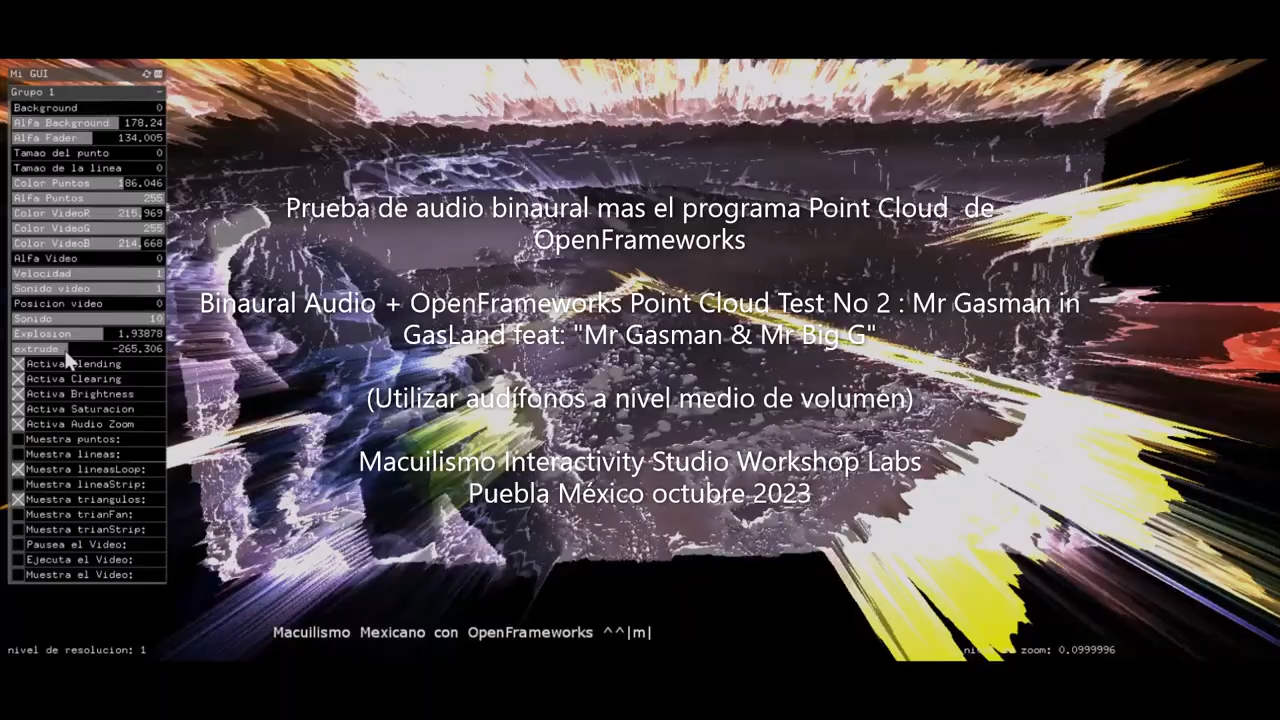 Mi GUI
Grupo 1 -
Background 0
Alfa Background 178.24
Alfa Fader 134.005
Tamao del punto 0
Tamao de la linea 0
Color Puntos 186.046
Alfa Puntos 255
Color VideoR 215.969
Color VideoG 255
Color VideoB 214.668
Alfa Video 0
Velocidad 1
Sonido video 1
Posicion video 0
Sonido 10
Explosion 1.93878
extrude -265.306
Activa Blending
Activa Clearing
Activa Brightness
Activa Saturacion
Activa Audio Zoom
Muestra puntos:
Muestra lineas:
Muestra lineasLoop:
Muestra lineaStrip:
Muestra triangulos:
Muestra trianFan:
Muestra trianStrip:
Pausea el Video:
Ejecuta el Video:
Muestra el Video:
Prueba de audio binaural mas el programa Point Cloud de
OpenFrameworks
Binaural Audio + OpenFrameworks Point Cloud Test No 2 : Mr Gasman in
GasLand feat: "Mr Gasman & Mr Big G"
(Utilizar audífonos a nivel medio de volumen)
Macuilismo Interactivity Studio Workshop Labs
Puebla México octubre 2023
Macuilismo Mexicano con OpenFrameworks ^^|m|
nivel de resolucion: 1
zoom: 0.0999996